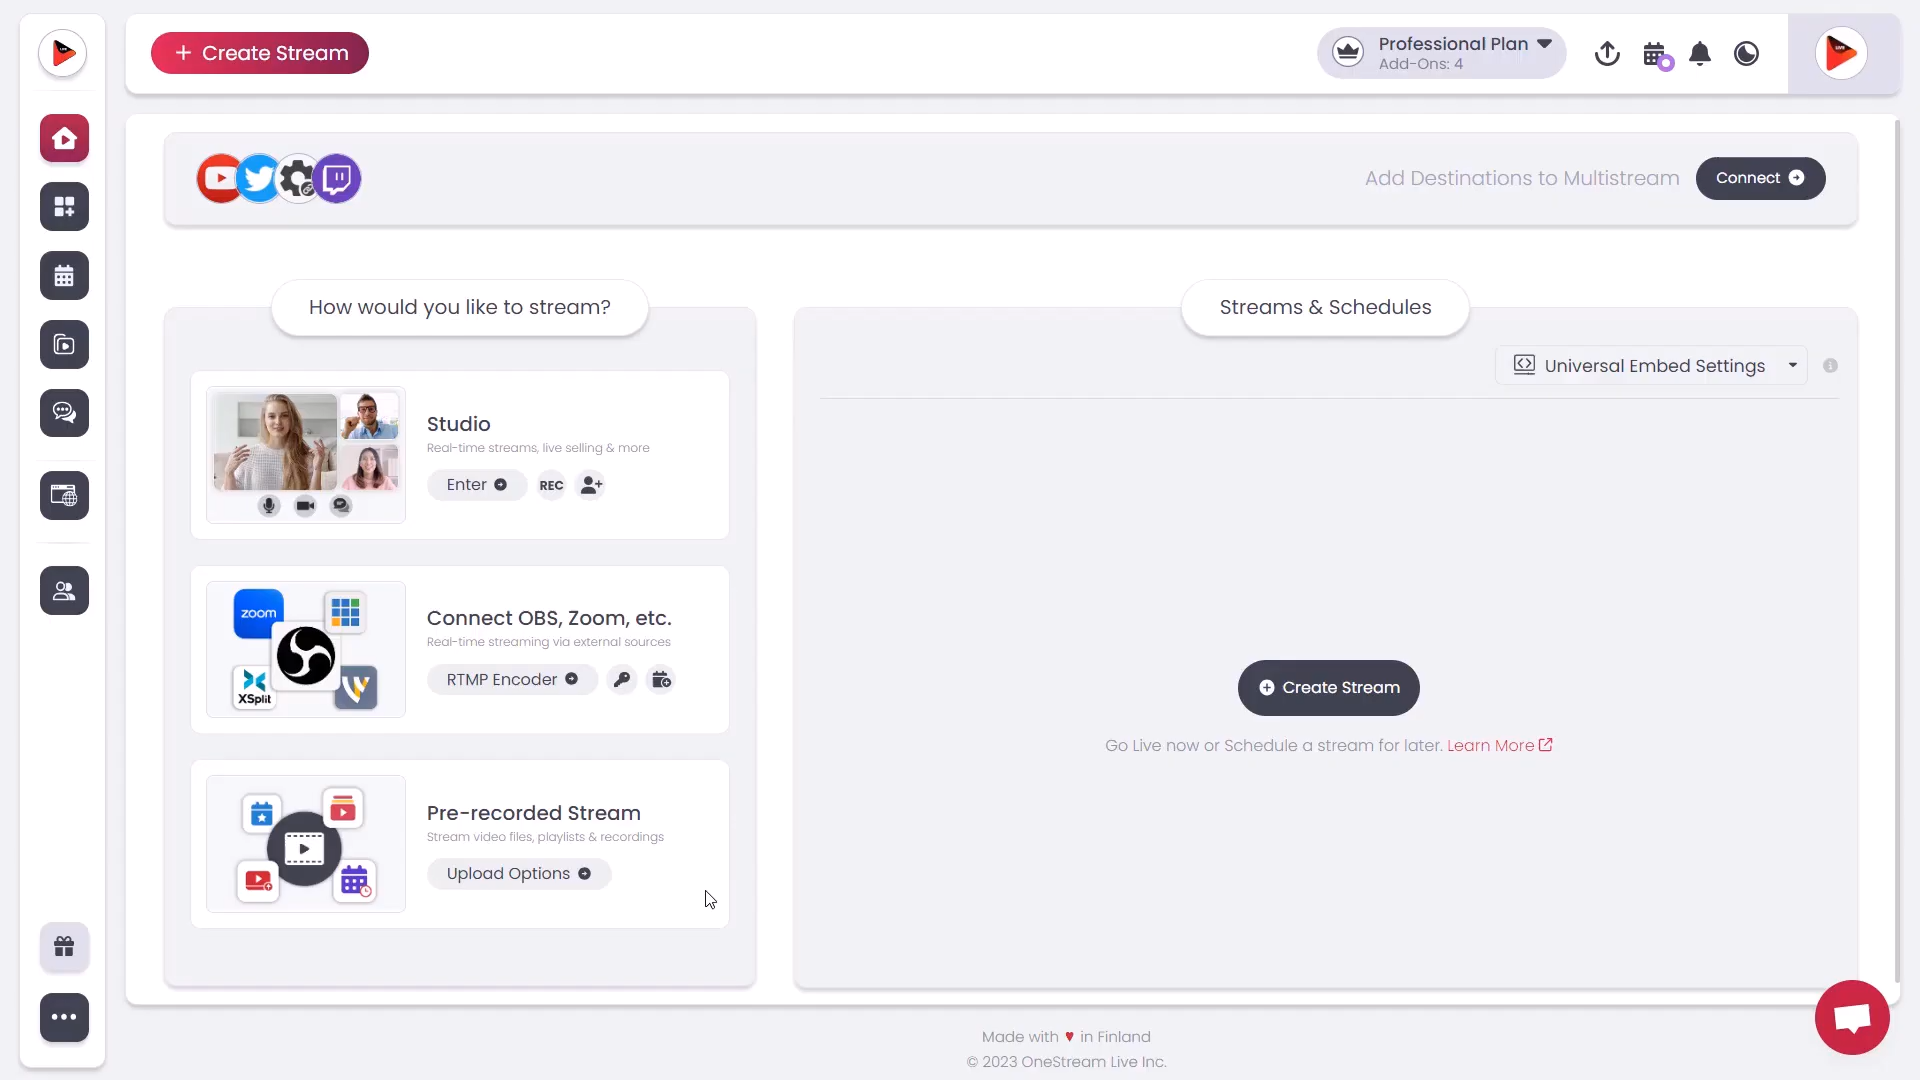 Create Stream
Professional Plan
Add-Ons: 4
Add Destinations to Multistream
Connect
How would you like to stream?
Streams & Schedules
Universal Embed Settings
Studio
Real-time streams, live selling & more
Enter
REC
zoom
XSplit
Connect OBS, Zoom, etc.
Real-time streaming via external sources
RTMP Encoder
Create Stream
Go Live now or Schedule a stream for later. Learn More
Pre-recorded Stream
Stream video files, playlists & recordings
Upload Options
Made with ♥ in Finland
© 2023 OneStream Live Inc.